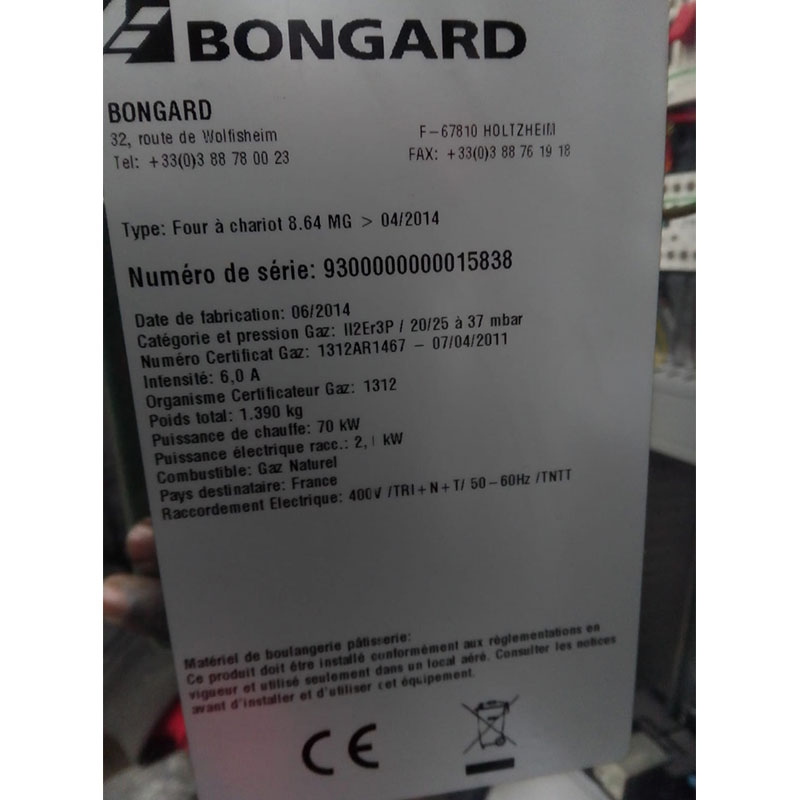 BONGARD
BONGARD
32, route de Wolfisheim F-67810 HOLTZHEIM
Tel: +33(0)3 88 78 00 23 FAX: +33(0)3 88 76 19 18
Type: Four à chariot 8.64 MG > 04/2014
Numéro de série: 9300000000015838
Date de fabrication: 06/2014
Catégorie et pression Gaz: II2Er3P / 20/25 à 37 mbar
Numéro Certificat Gaz: 1312AR1467 - 07/04/2011
Intensité: 6,0 A
Organisme Certificateur Gaz: 1312
Poids total: 1.390 kg
Puissance de chauffe: 70 kW
Puissance électrique racc.: 2,1 kW
Combustible: Gaz Naturel
Pays destinataire: France
Raccordement Electrique: 400V /TRI+N+T/ 50-60Hz /TNTT
Matériel de boulangerie pâtisserie:
Ce produit doit être installé conformément aux règlementations en
vigueur et utilisé seulement dans un local aéré. Consulter les notices
avant d'installer et d'utiliser cet équipement.
CE